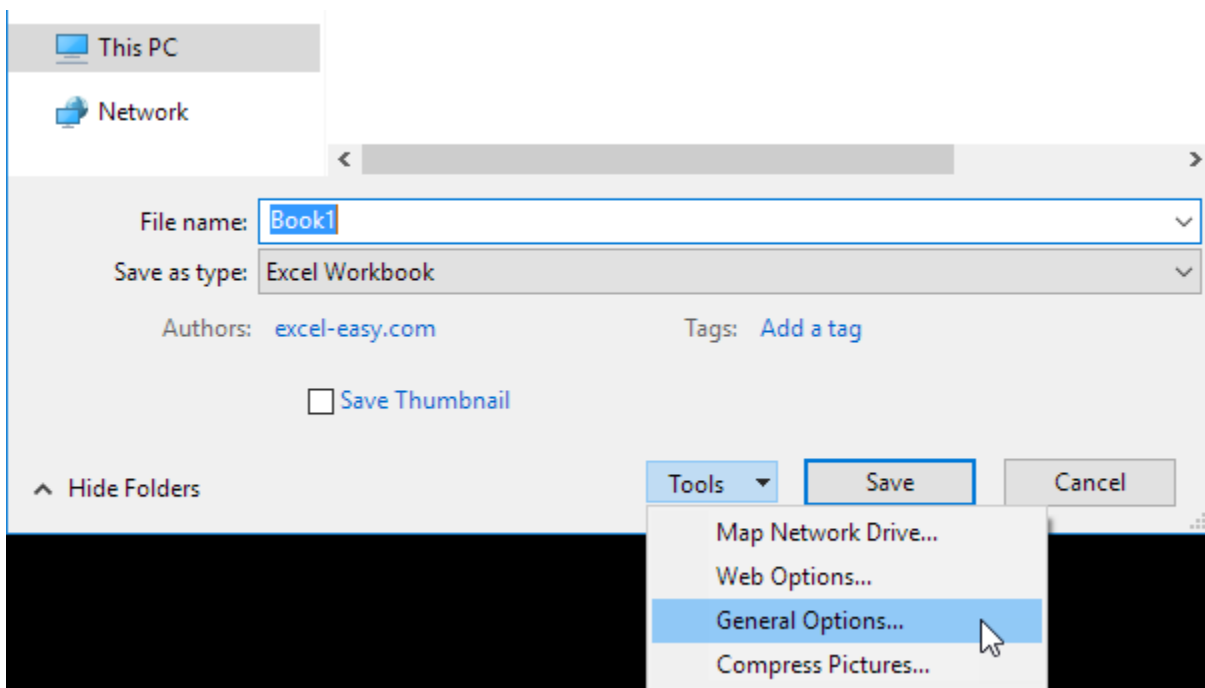 This PC
Network
File name: Book1
Save as type: Excel Workbook
Authors: excel-easy.com Tags: Add a tag
Save Thumbnail
Hide Folders Tools Save Cancel
Map Network Drive...
Web Options...
General Options...
Compress Pictures...